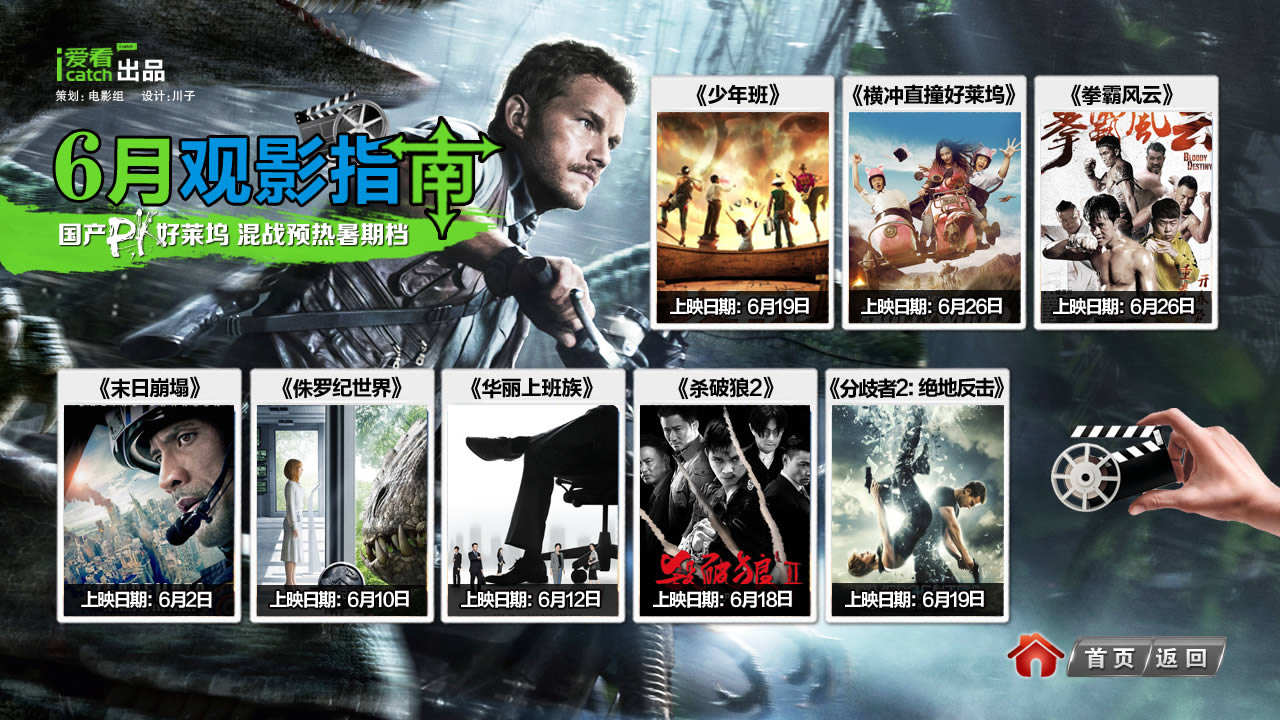 i爱看
icatch
catch出品
策划：电影组 设计：川子
6月观影指南
国产PK好莱坞 混战预热暑期档
《少年班》
上映日期：6月19日
《横冲直撞好莱坞》
上映日期：6月26日
《拳霸风云》
拳霸风云
BLOODY
DESTINY
上映日期：6月26日
《末日崩塌》
上映日期：6月2日
《侏罗纪世界》
上映日期：6月10日
《华丽上班族》
上映日期：6月12日
《杀破狼2》
杀破狼II
上映日期：6月18日
《分歧者2：绝地反击》
上映日期：6月19日
首页 返回